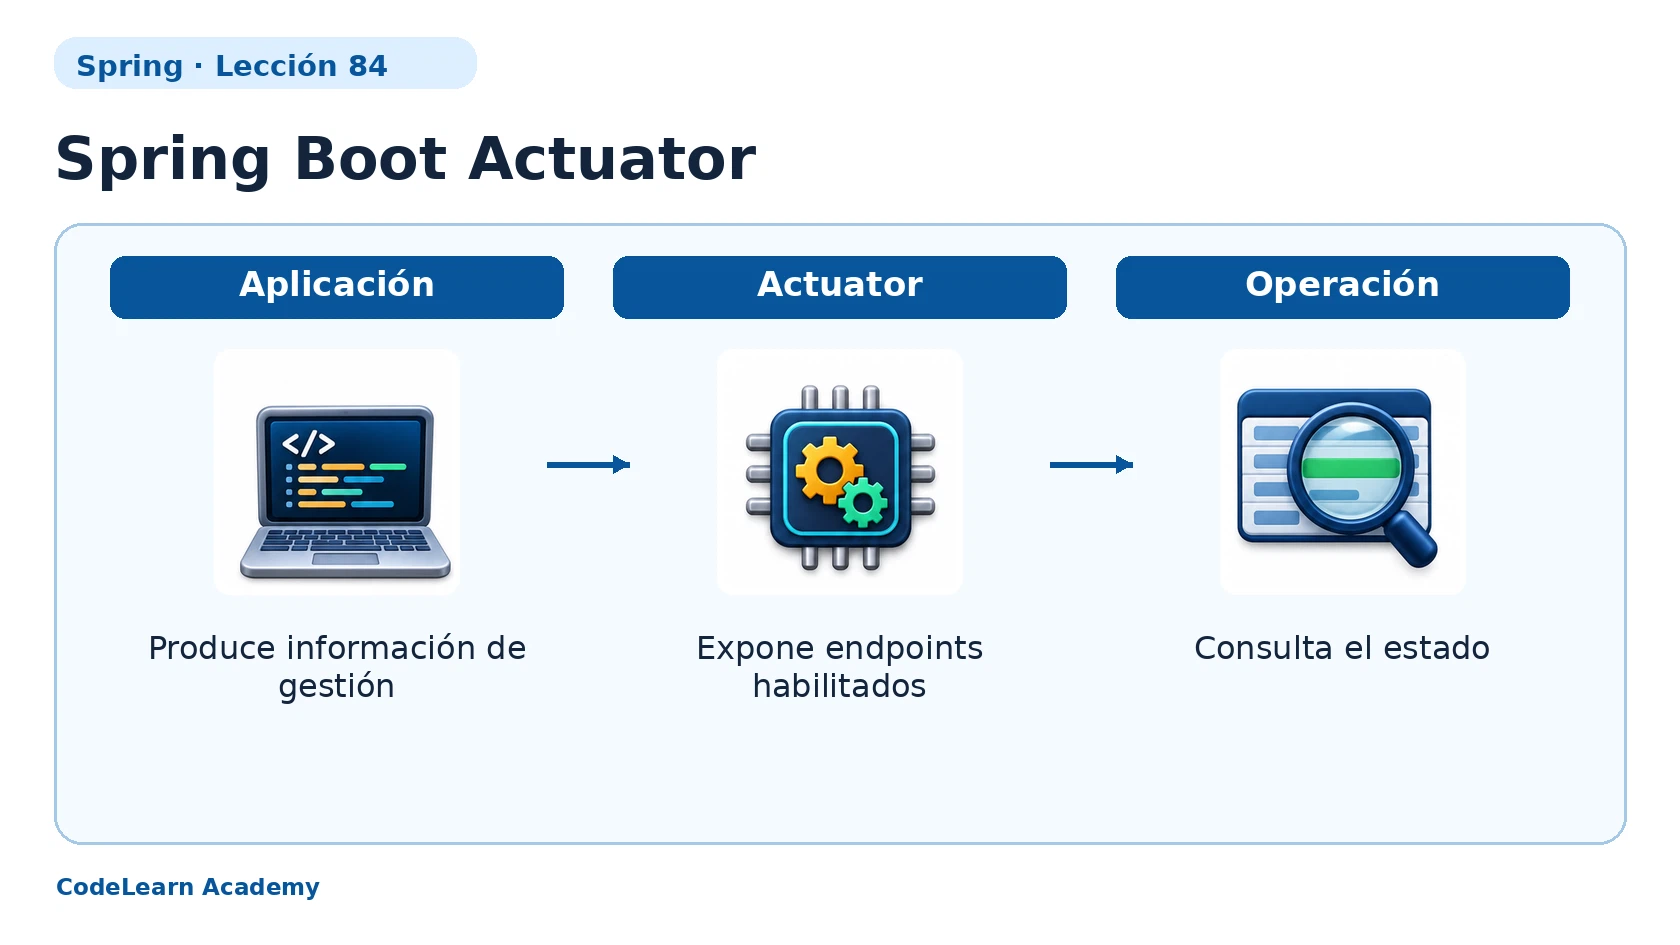 Spring · Lección 84
Spring Boot Actuator
Aplicación
Actuator
Operación
</>
Produce información de
gestión
Expone endpoints
habilitados
Consulta el estado
CodeLearn Academy